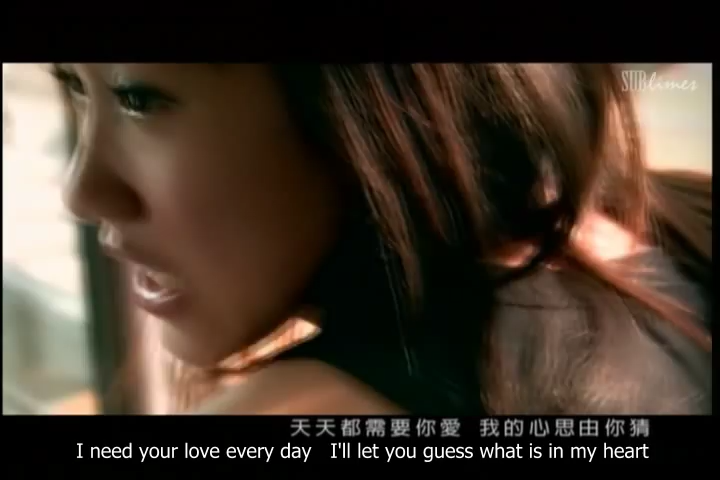 SUBlimes
天天都需要你愛 我的心思由你猜
I need your love every day I'll let you guess what is in my heart